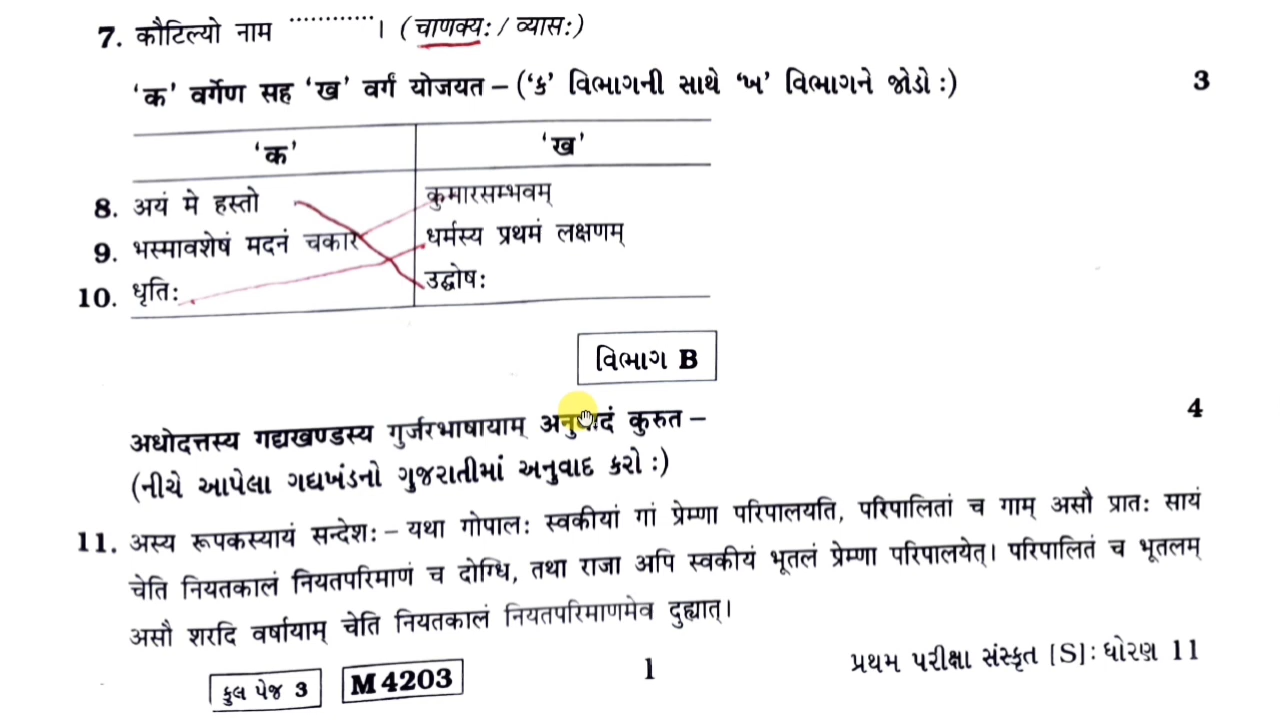 7. कौटिल्यो नाम ............। (चाणक्यः / व्यासः)
'क' वर्गेण सह 'ख' वर्गं योजयत – ('ક' વિભાગની સાથે 'ખ' વિભાગને જોડો :) 3
'क' 'ख'
8. अयं मे हस्तो कुमारसम्भवम्
9. भस्मावशेषं मदनं चकार धर्मस्य प्रथमं लक्षणम्
10. धृतिः उद्घोषः
વિભાગ B
अधोदत्तस्य गद्यखण्डस्य गुर्जरभाषायाम् अनुवादं कुरुत – 4
(નીચે આપેલા ગદ્યખંડનો ગુજરાતીમાં અનુવાદ કરો :)
11. अस्य रूपकस्यायं सन्देशः – यथा गोपालः स्वकीयां गां प्रेम्णा परिपालयति, परिपालितां च गाम् असौ प्रातः सायं
चेति नियतकालं नियतपरिमाणं च दोग्धि, तथा राजा अपि स्वकीयं भूतलं प्रेम्णा परिपालयेत्। परिपालितं च भूतलम्
असौ शरदि वर्षायाम् चेति नियतकालं नियतपरिमाणमेव दुह्यात्।
કુલ પેજ 3 M 4203 1 પ્રથમ પરીક્ષા સંસ્કૃત [S] : ધોરણ 11